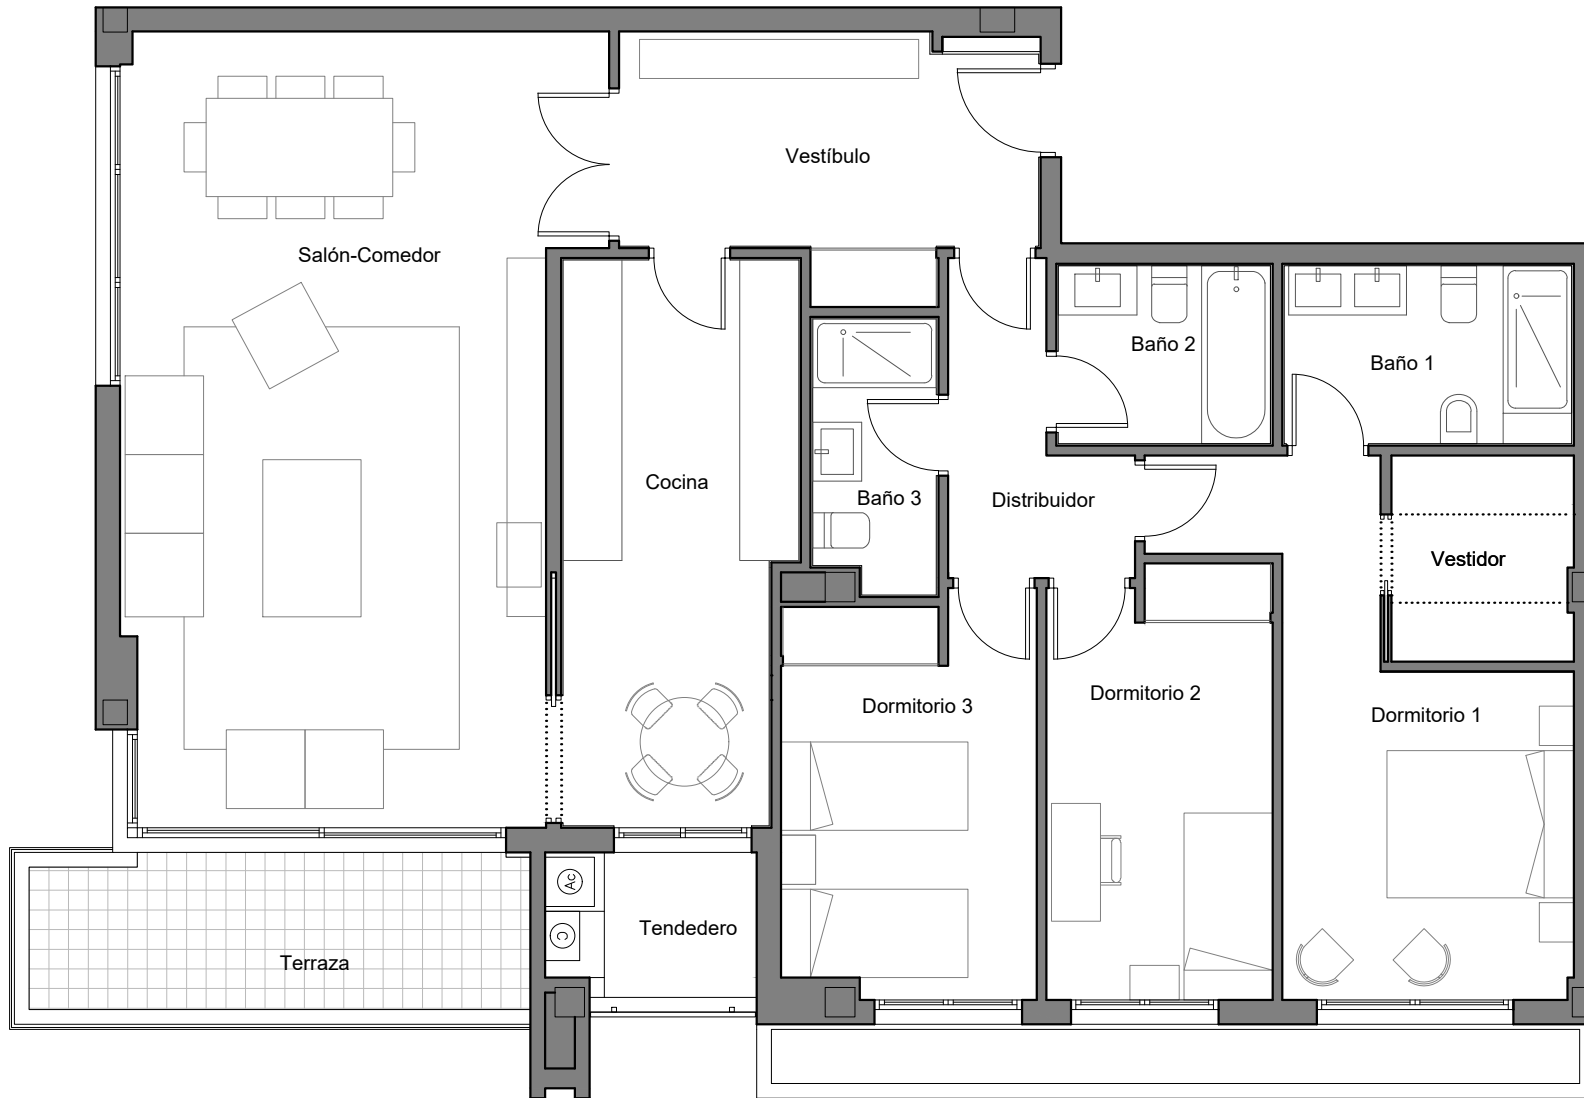 Vestíbulo
Salón-Comedor
Baño 2
Baño 1
Cocina
Baño 3
Distribuidor
Vestidor
Dormitorio 3
Dormitorio 2
Dormitorio 1
Ac
C
Tendedero
Terraza